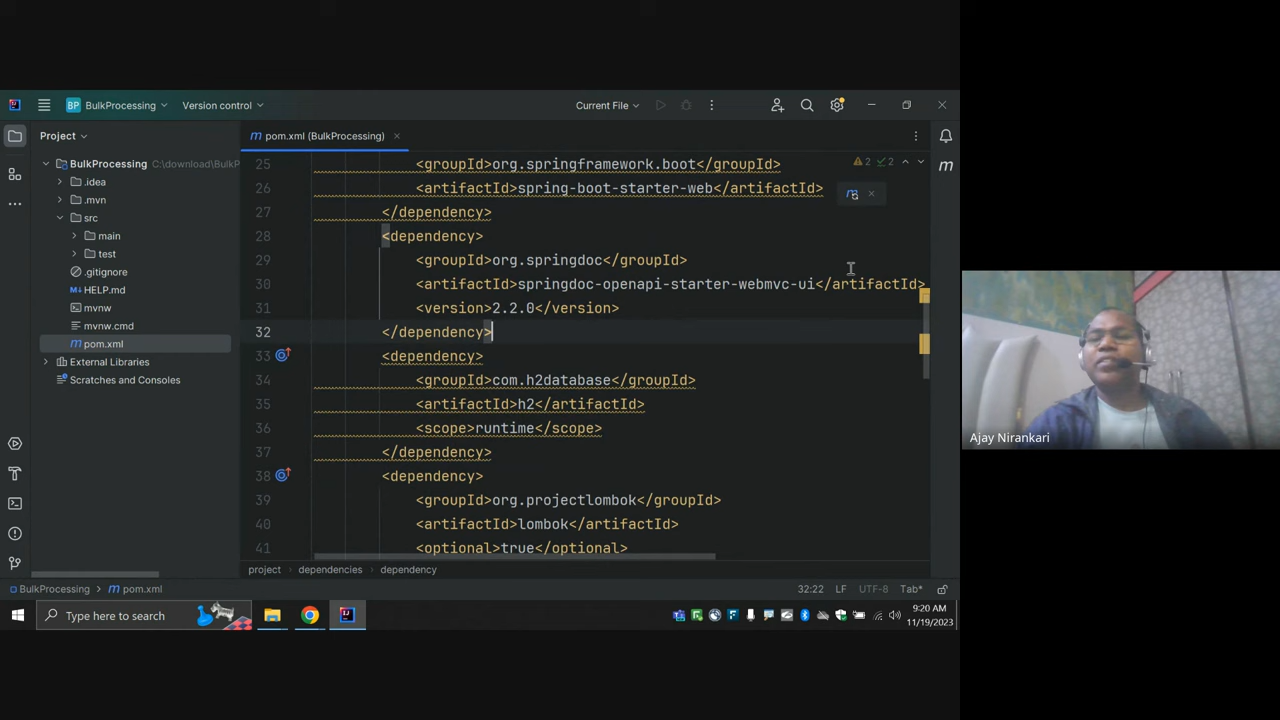 BP BulkProcessing Version control Current File
Project
pom.xml (BulkProcessing)
BulkProcessing C:\download\BulkP
.idea
.mvn
src
main
test
.gitignore
HELP.md
mvnw
mvnw.cmd
pom.xml
External Libraries
Scratches and Consoles
2 2
25 <groupId>org.springframework.boot</groupId>
26 <artifactId>spring-boot-starter-web</artifactId>
27 </dependency>
28 <dependency>
29 <groupId>org.springdoc</groupId>
30 <artifactId>springdoc-openapi-starter-webmvc-ui</artifactId>
31 <version>2.2.0</version>
32 </dependency>
33 <dependency>
34 <groupId>com.h2database</groupId>
35 <artifactId>h2</artifactId>
36 <scope>runtime</scope>
37 </dependency>
38 <dependency>
39 <groupId>org.projectlombok</groupId>
40 <artifactId>lombok</artifactId>
41 <optional>true</optional>
project dependencies dependency
BulkProcessing pom.xml 32:22 LF UTF-8 Tab*
Type here to search
9:20 AM
11/19/2023
Ajay Nirankari